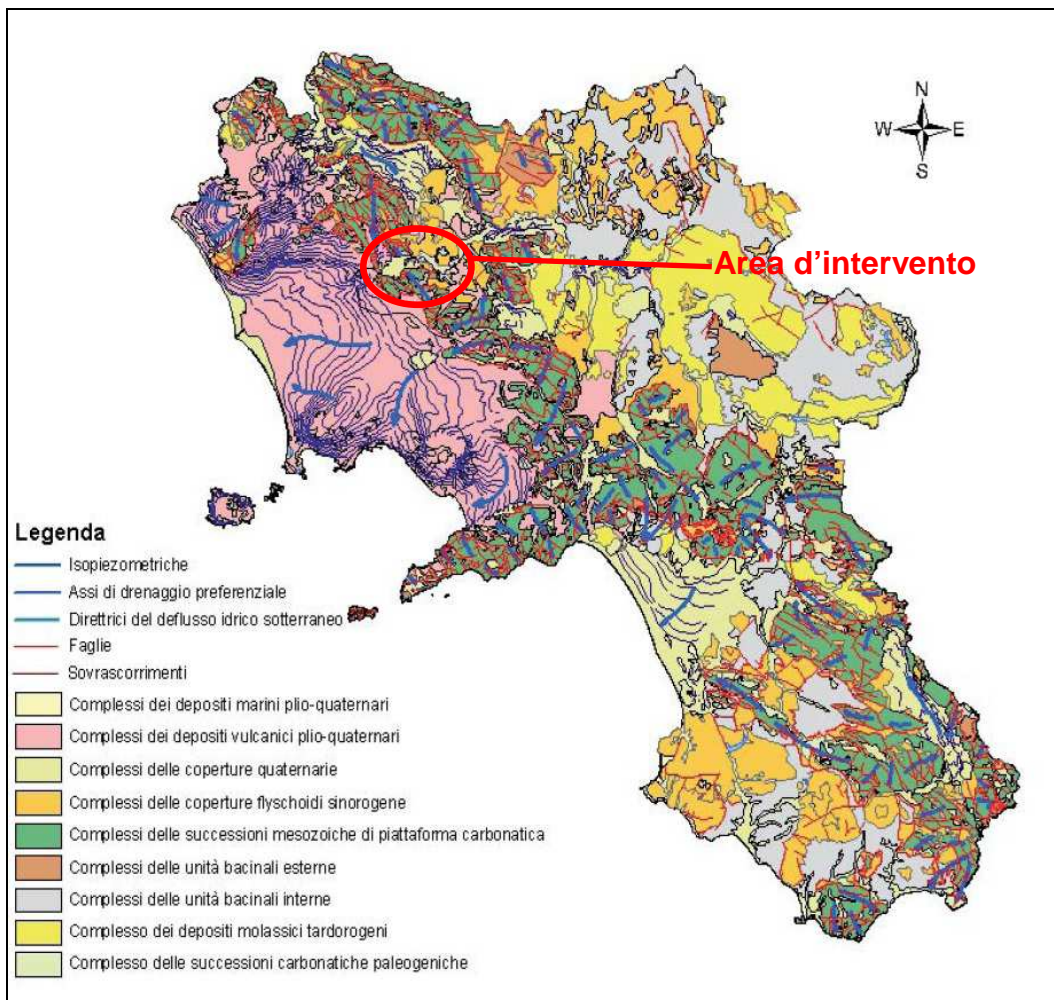 N
W E
S
Area d'intervento
Legenda
Isopiezometriche
Assi di drenaggio preferenziale
Direttrici del deflusso idrico sotterraneo
Faglie
Sovrascorrimenti
Complessi dei depositi marini plio-quaternari
Complessi dei depositi vulcanici plio-quaternari
Complessi delle coperture quaternarie
Complessi delle coperture flyschoidi sinorogene
Complessi delle successioni mesozoiche di piattaforma carbonatica
Complessi delle unità bacinali esterne
Complessi delle unità bacinali interne
Complesso dei depositi molassici tardorogeni
Complesso delle successioni carbonatiche paleogeniche